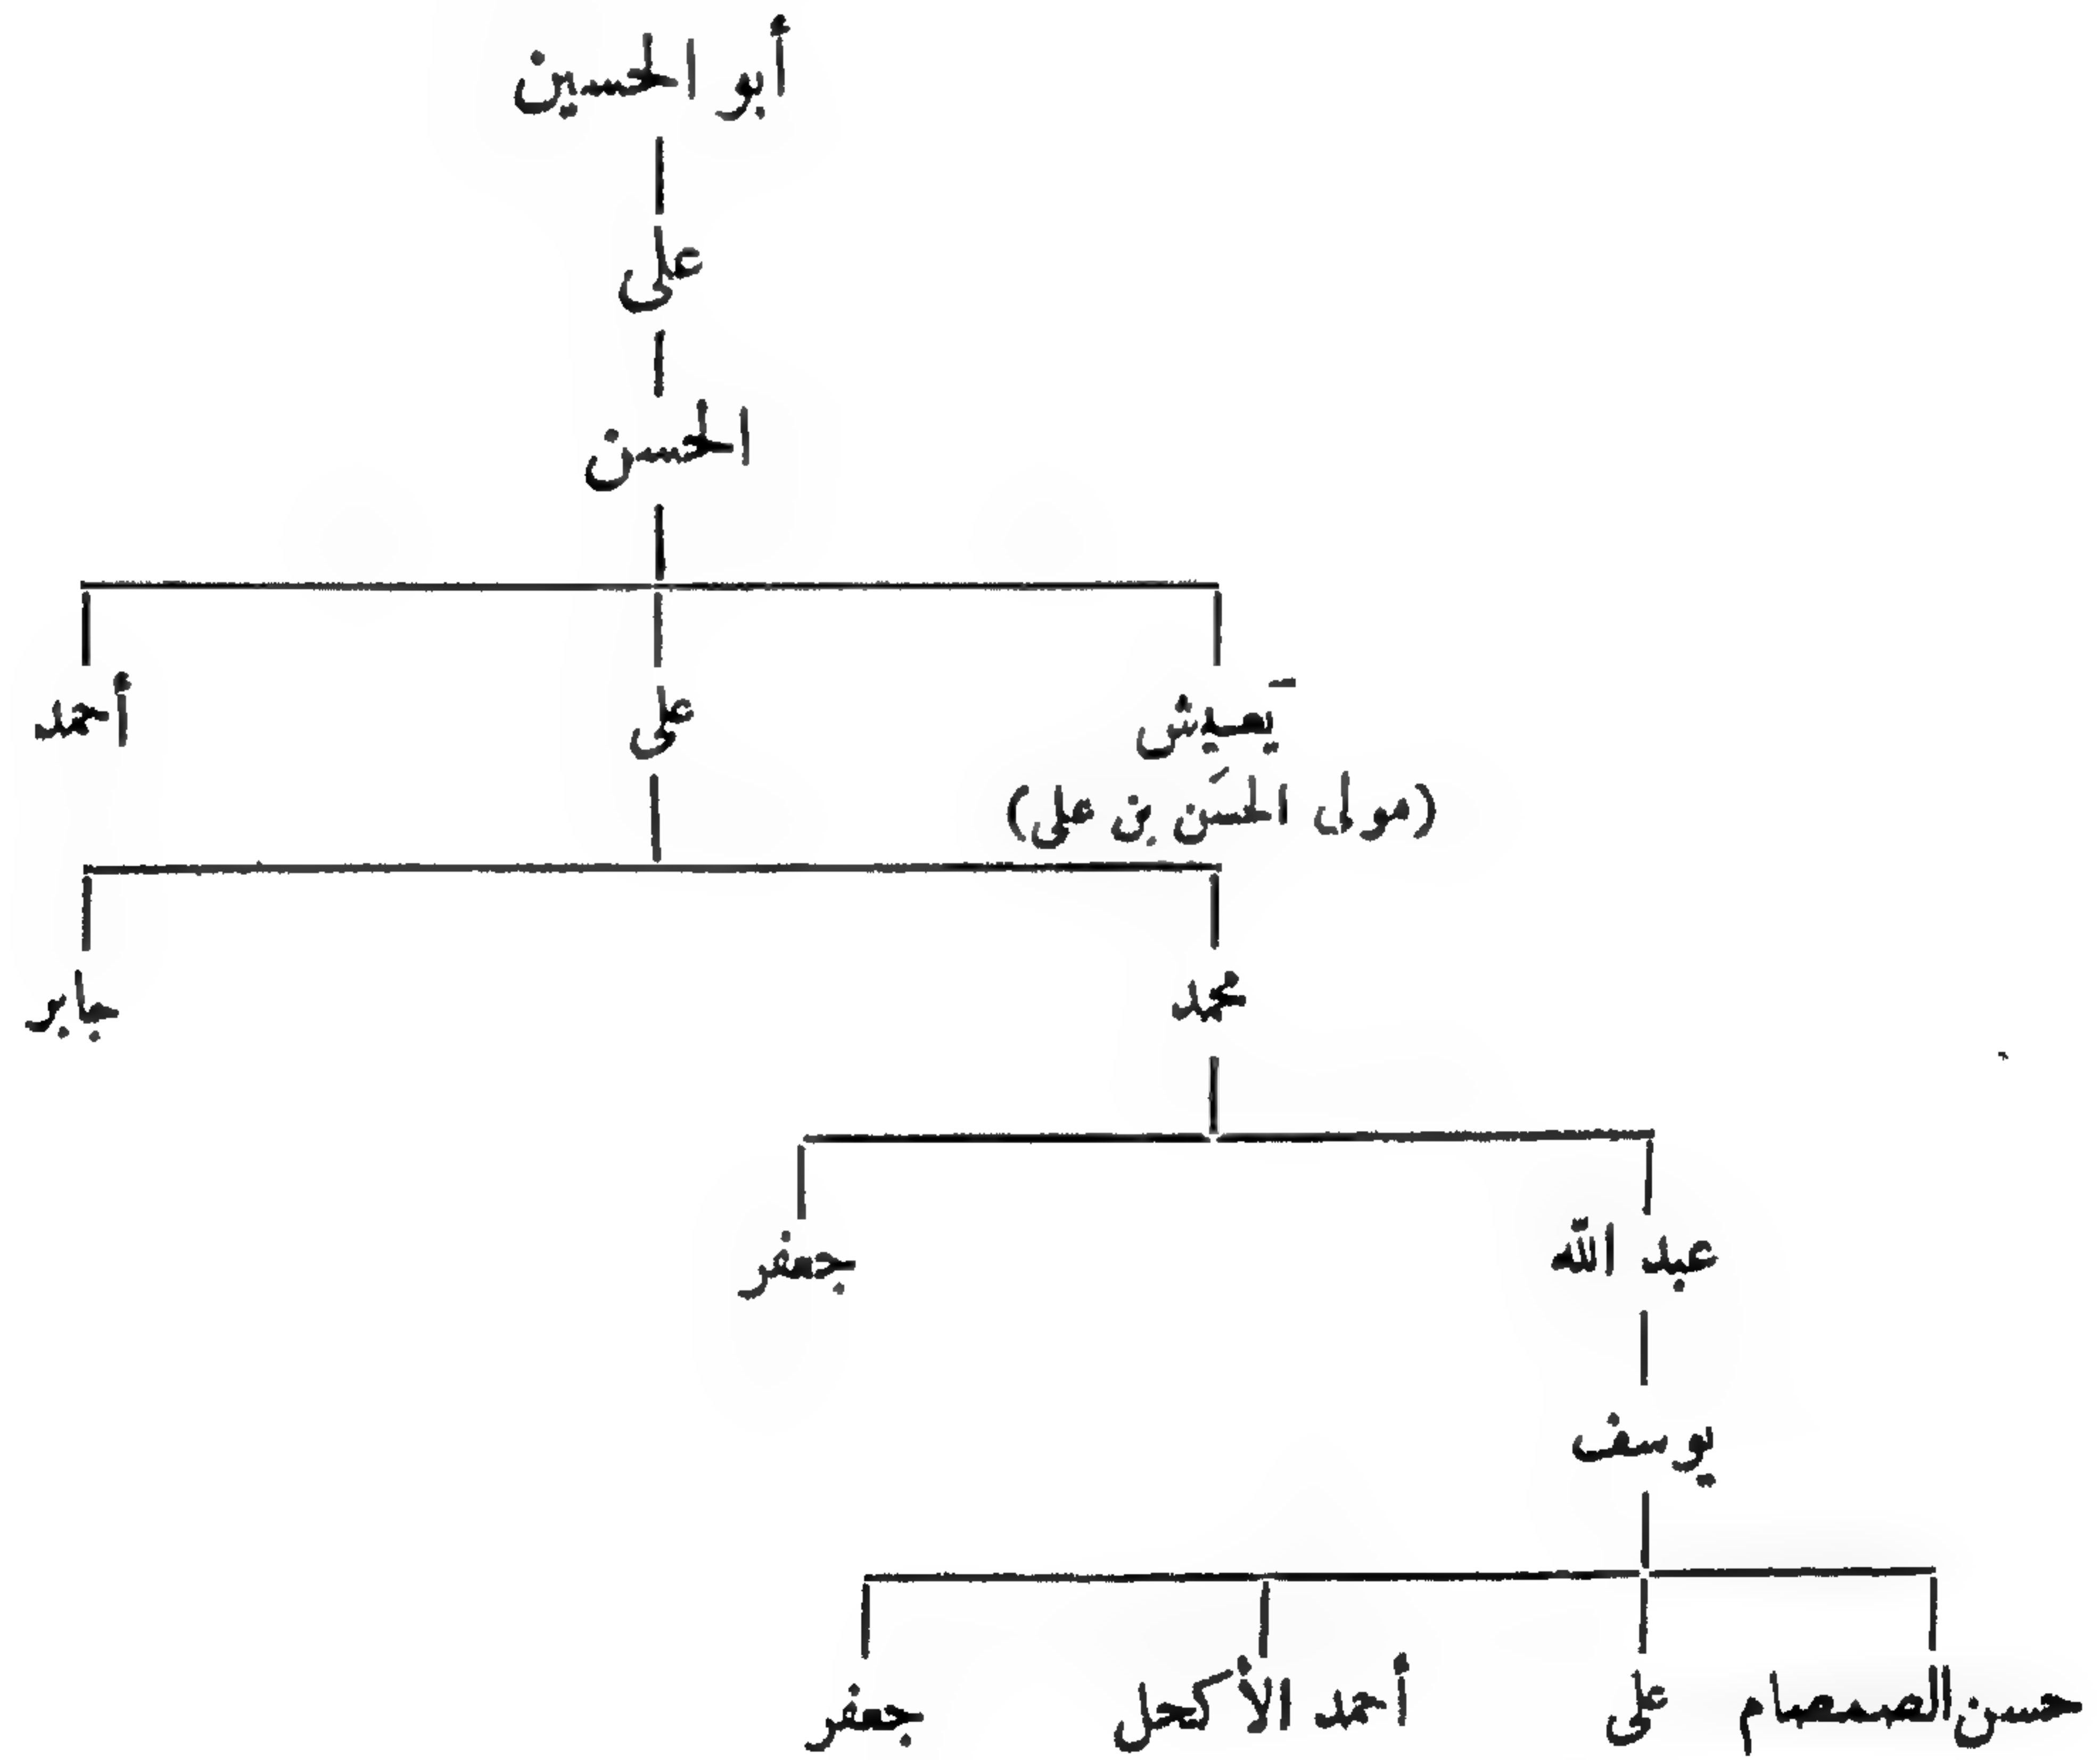 أبو الحسين
على
الحسن
يَعيش على أحمد
(مولى الحسَن بن على)
محمد جابر
عبد الله جعفر
يوسف
حسن الصمصام على أحمد الأكحل جعفر